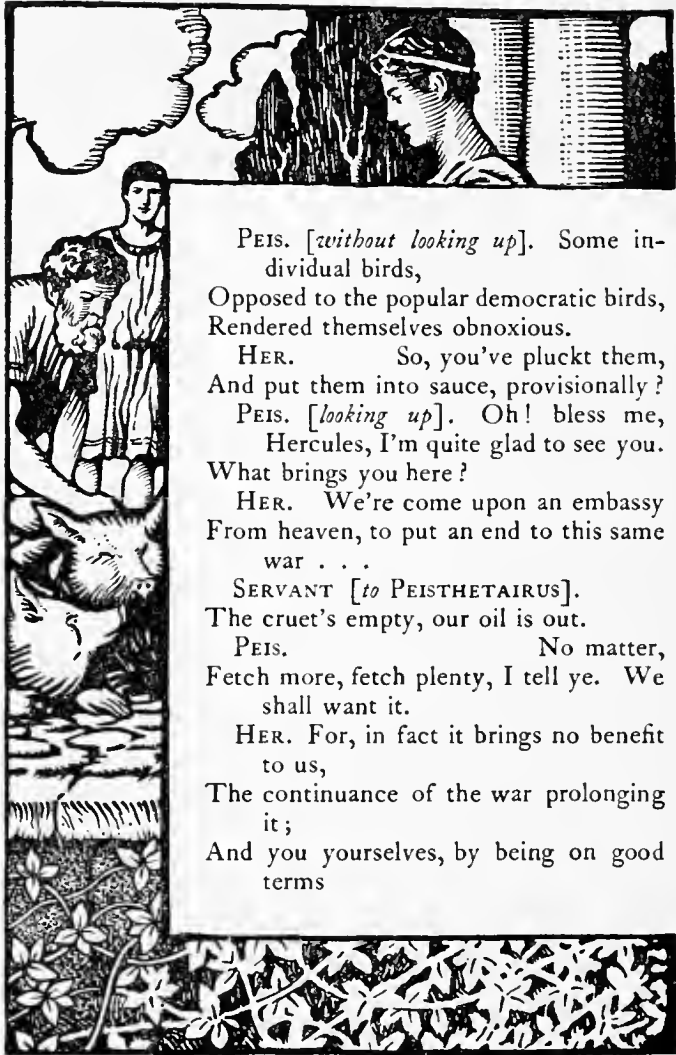 PEIS. [without looking up]. Some in-
dividual birds,
Opposed to the popular democratic birds,
Rendered themselves obnoxious.
HER. So, you've pluckt them,
And put them into sauce, provisionally?
PEIS. [looking up]. Oh! bless me,
Hercules, I'm quite glad to see you.
What brings you here?
HER. We're come upon an embassy
From heaven, to put an end to this same
war . . .
SERVANT [to PEISTHETAIRUS].
The cruet's empty, our oil is out.
PEIS. No matter,
Fetch more, fetch plenty, I tell ye. We
shall want it.
HER. For, in fact it brings no benefit
to us,
The continuance of the war prolonging
it;
And you yourselves, by being on good
terms